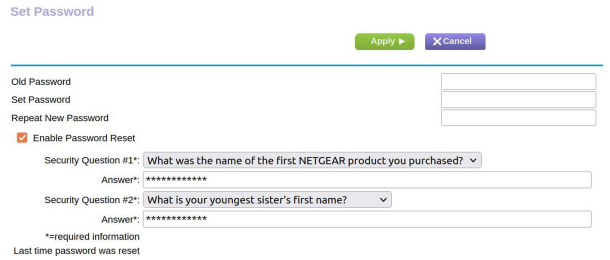 Set Password
Apply ▶
X Cancel
Old Password
Set Password
Repeat New Password
Enable Password Reset
Security Question #1*: What was the name of the first NETGEAR product you purchased?
Answer*: ************
Security Question #2*: What is your youngest sister's first name?
Answer*: ************
*=required information
Last time password was reset